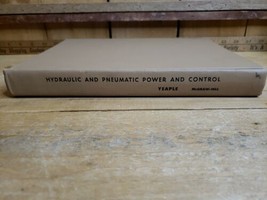 HYDRAULIC AND PNEUMATIC POWER AND CONTROL
YEAPLE McGRAW-HILL